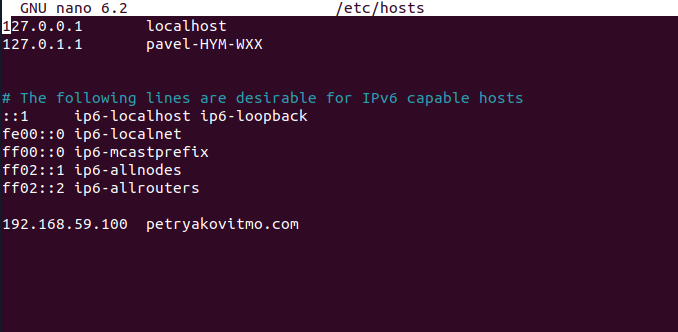 GNU nano 6.2 /etc/hosts
127.0.0.1 localhost
127.0.1.1 pavel-HYM-WXX
# The following lines are desirable for IPv6 capable hosts
::1 ip6-localhost ip6-loopback
fe00::0 ip6-localnet
ff00::0 ip6-mcastprefix
ff02::1 ip6-allnodes
ff02::2 ip6-allrouters
192.168.59.100 petryakovitmo.com